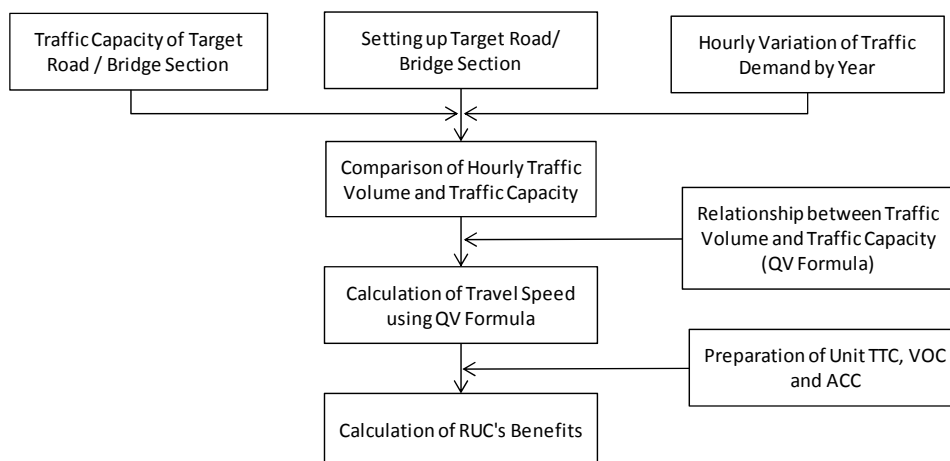 Traffic Capacity of Target
Road / Bridge Section
Setting up Target Road/
Bridge Section
Hourly Variation of Traffic
Demand by Year
Comparison of Hourly Traffic
Volume and Traffic Capacity
Relationship between Traffic
Volume and Traffic Capacity
(QV Formula)
Calculation of Travel Speed
using QV Formula
Preparation of Unit TTC, VOC
and ACC
Calculation of RUC's Benefits